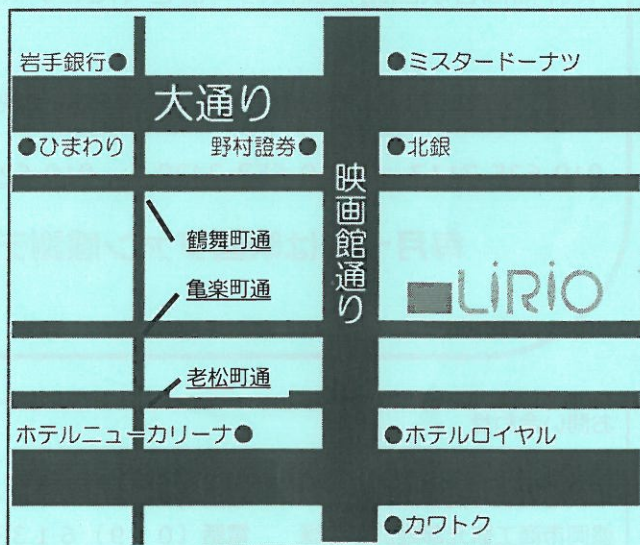 岩手銀行●
●ミスタードーナツ
大通り
●ひまわり
野村證券●
●北銀
映画館通り
鶴舞町通
亀楽町通
LiRiO
老松町通
ホテルニューカリーナ●
●ホテルロイヤル
●カワトク